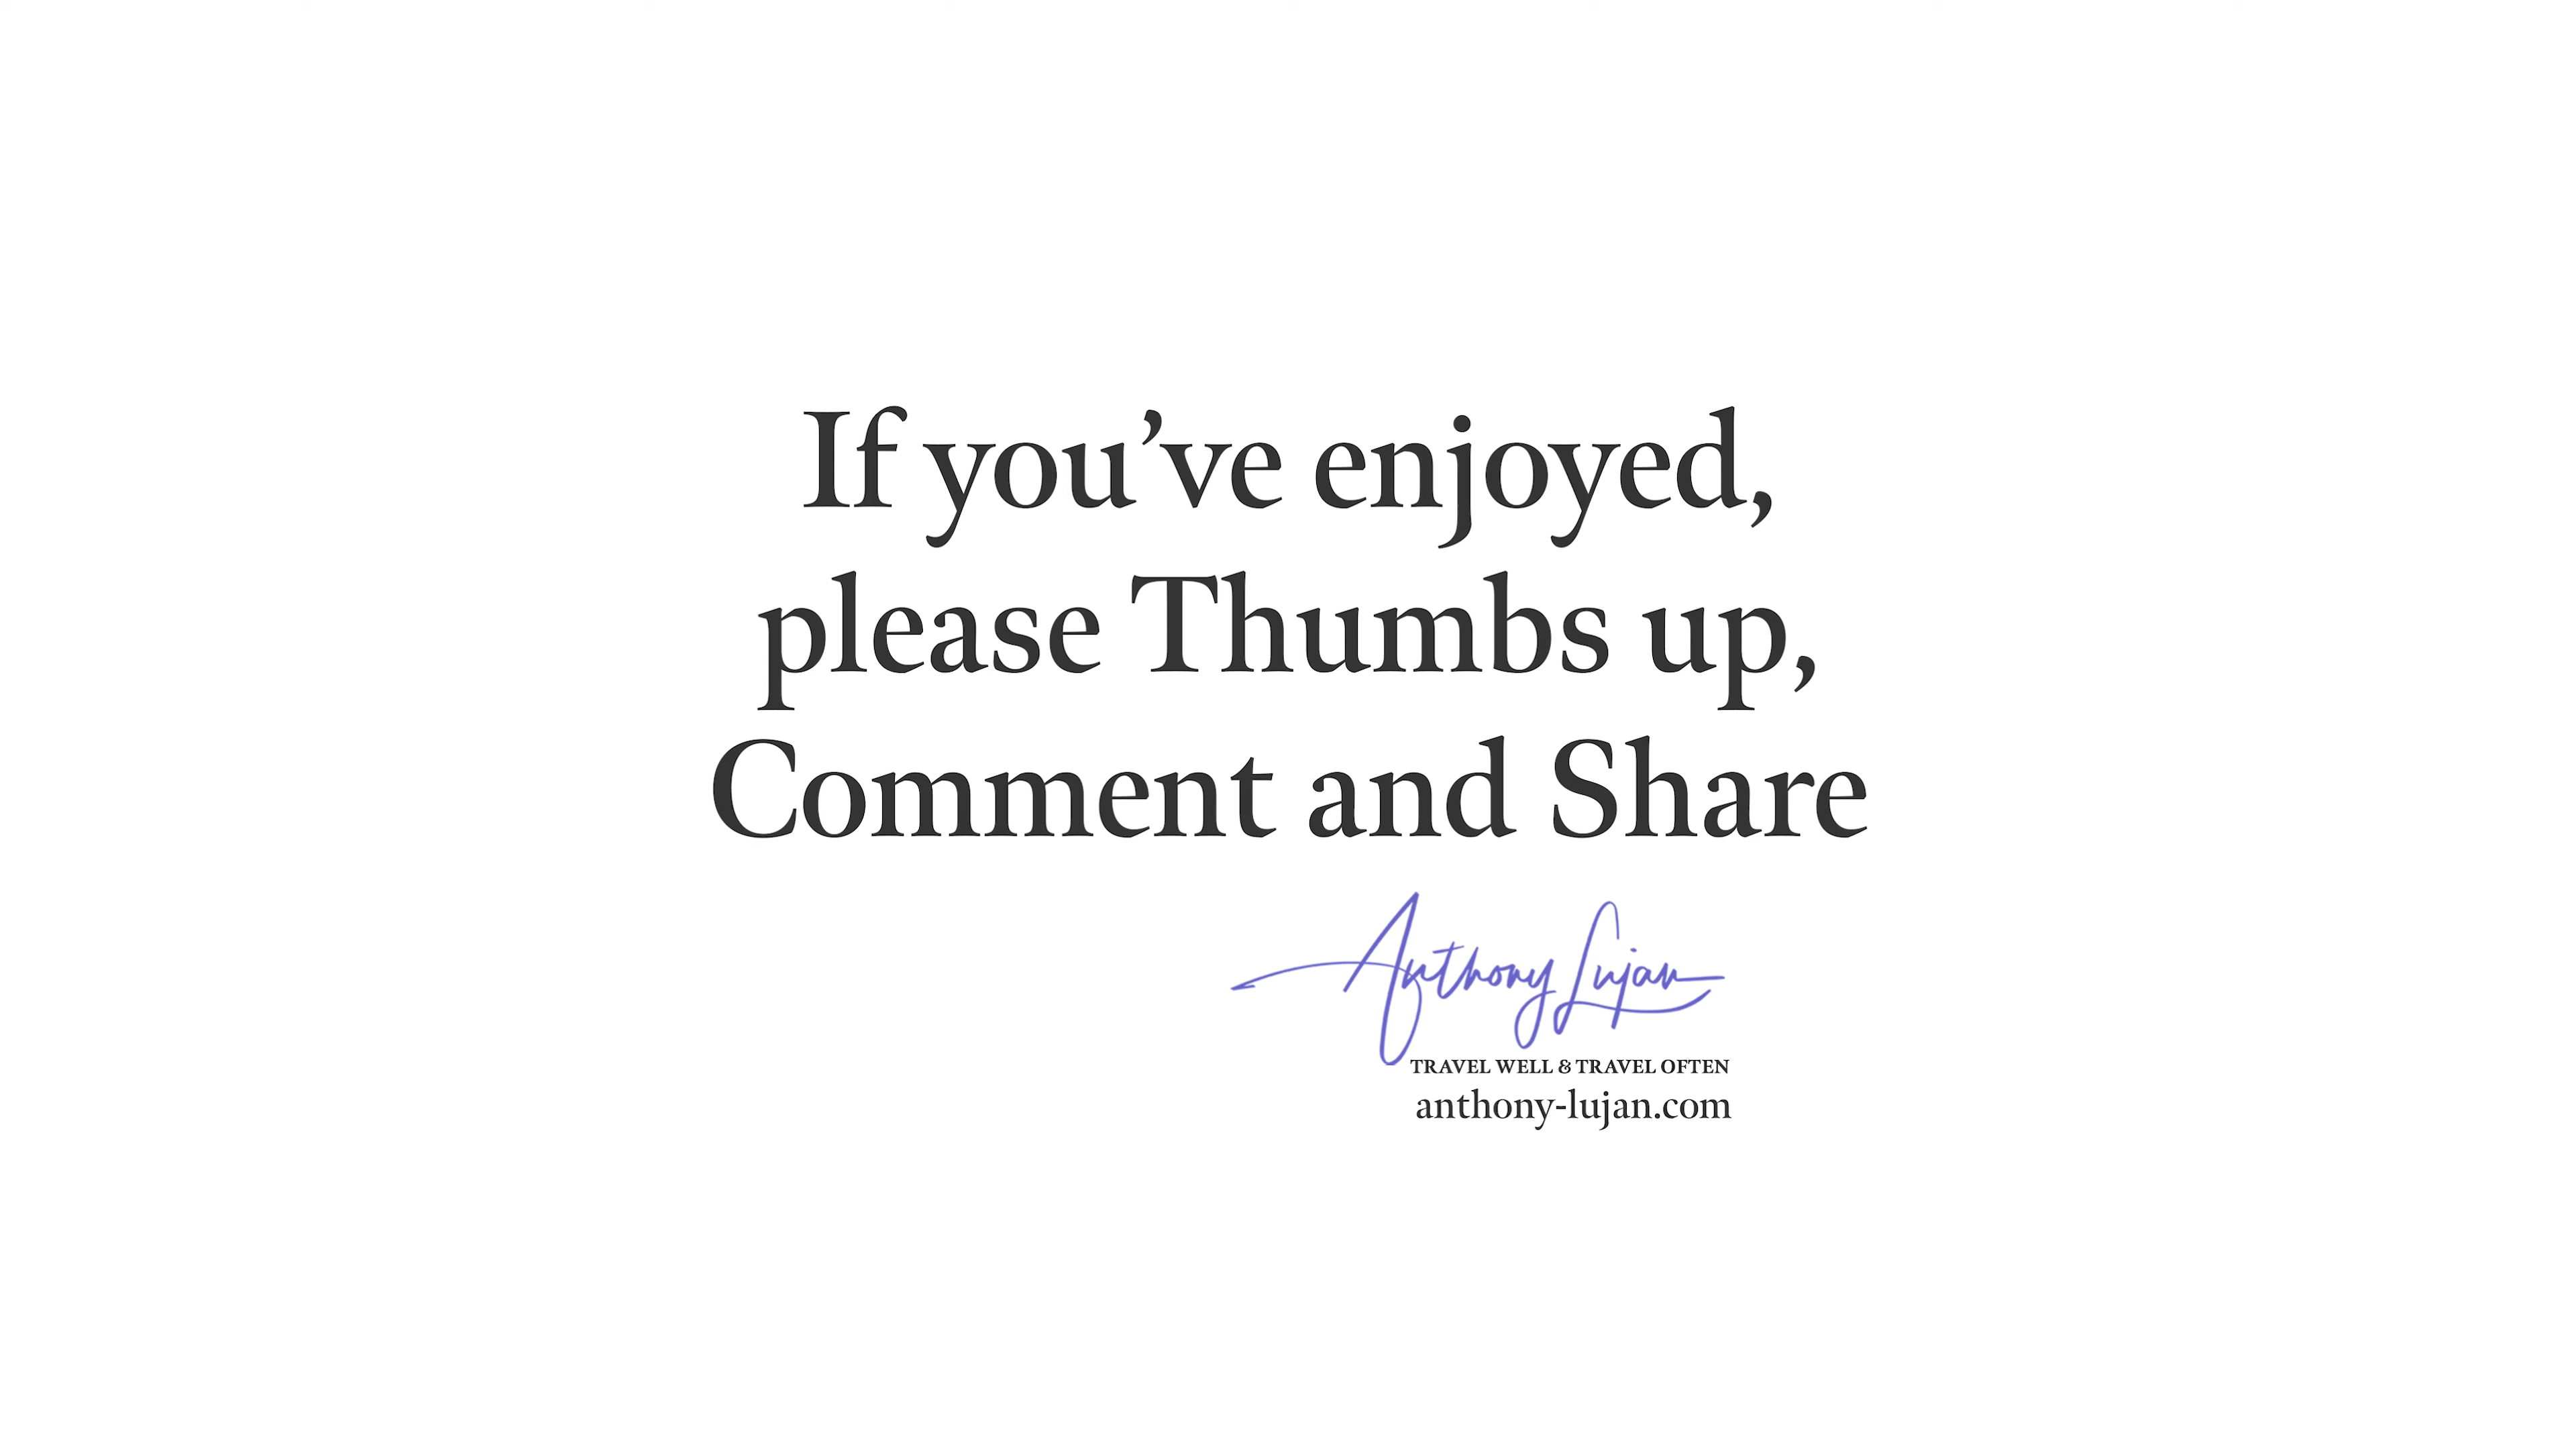 If you’ve enjoyed,
please Thumbs up,
Comment and Share
Anthony Lujan
TRAVEL WELL & TRAVEL OFTEN
anthony-lujan.com